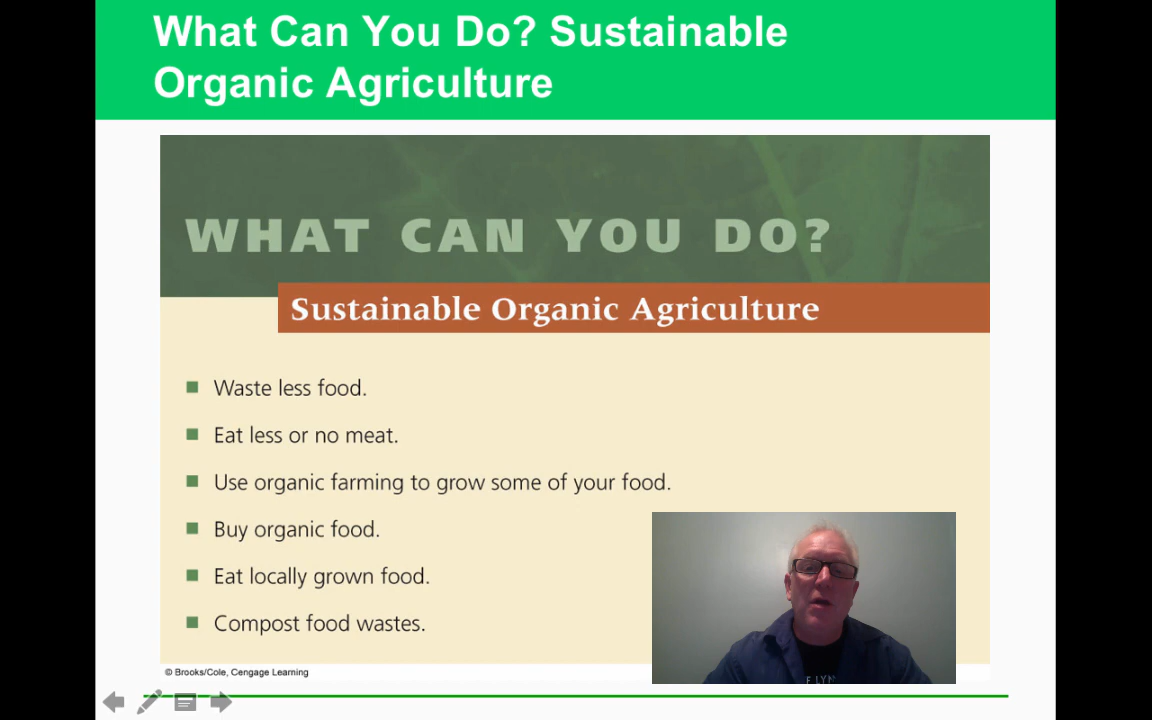 What Can You Do? Sustainable
Organic Agriculture
WHAT CAN YOU DO?
Sustainable Organic Agriculture
Waste less food.
Eat less or no meat.
Use organic farming to grow some of your food.
Buy organic food.
Eat locally grown food.
Compost food wastes.
© Brooks/Cole, Cengage Learning